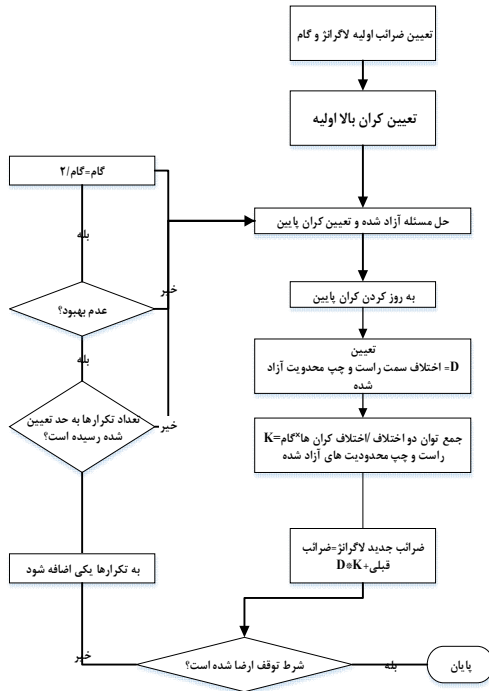 تعیین ضرائب اولیه لاگرانژ و گام
تعیین کران بالا اولیه
حل مسئله آزاد شده و تعیین کران پایین
به روز کردن کران پایین
تعیین
D= اختلاف سمت راست و چپ محدویت آزاد
شده
جمع توان دو اختلاف /اختلاف کران ها*گام=K
راست و چپ محدودیت های آزاد شده
ضرائب جدید لاگرانژ=ضرائب
قبلی+D*K
شرط توقف ارضا شده است؟
بله
پایان
خیر
به تکرارها یکی اضافه شود
تعداد تکرارها به حد تعیین
شده رسیده است؟
خیر
بله
عدم بهبود؟
خیر
بله
گام=گام/۲